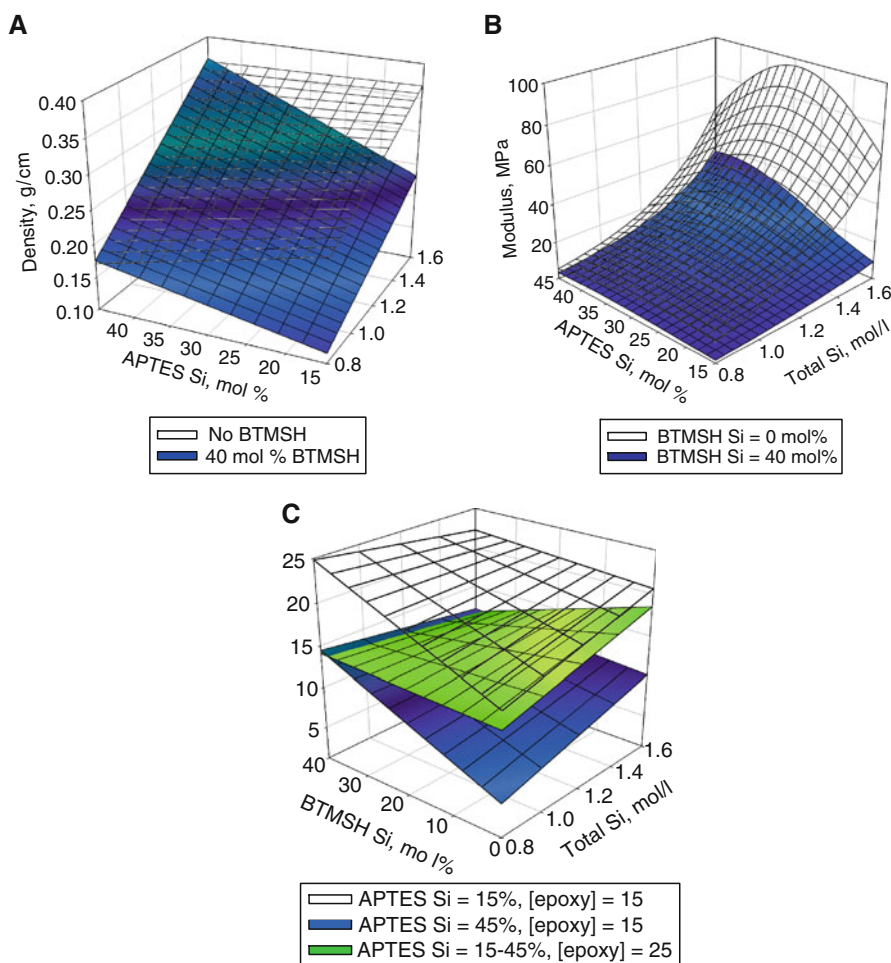 A
0.40
0.35
0.30
0.25
0.20
0.15
0.10
Density, g/cm
40
35
30
25
20
15
APTES Si, mol %
0.8
1.0
1.2
1.4
1.6
No BTMSH
40 mol % BTMSH
B
100
80
60
40
20
Modulus, MPa
45
40
35
30
25
20
15
APTES Si, mol %
0.8
1.0
1.2
1.4
1.6
Total Si, mol/l
BTMSH Si = 0 mol%
BTMSH Si = 40 mol%
C
25
20
15
10
5
40
30
20
10
0
BTMSH Si, mo l%
0.8
1.0
1.2
1.4
1.6
Total Si, mol/l
APTES Si = 15%, [epoxy] = 15
APTES Si = 45%, [epoxy] = 15
APTES Si = 15-45%, [epoxy] = 25